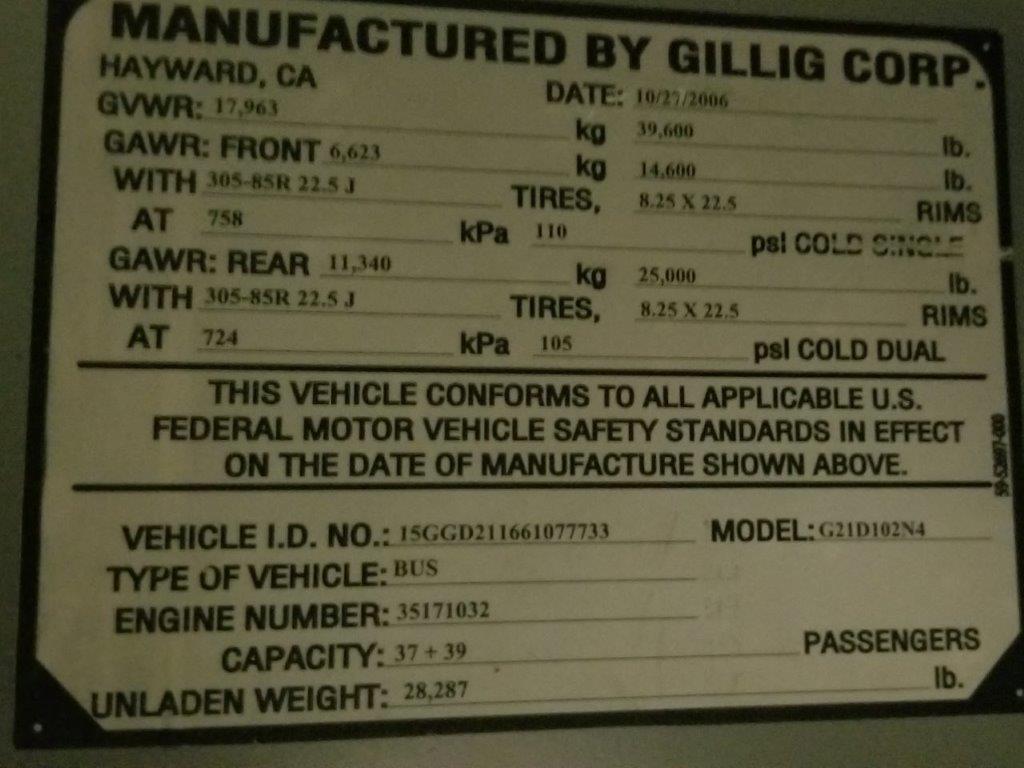 MANUFACTURED BY GILLIG CORP.
HAYWARD, CA DATE: 10/27/2006
GVWR: 17,963 kg 39,600 lb.
GAWR: FRONT 6,623 kg 14,600 lb.
WITH 305-85R 22.5 J TIRES, 8.25 X 22.5 RIMS
AT 758 kPa 110 psi COLD SINGLE
GAWR: REAR 11,340 kg 25,000 lb.
WITH 305-85R 22.5 J TIRES, 8.25 X 22.5 RIMS
AT 724 kPa 105 psi COLD DUAL
THIS VEHICLE CONFORMS TO ALL APPLICABLE U.S.
FEDERAL MOTOR VEHICLE SAFETY STANDARDS IN EFFECT
ON THE DATE OF MANUFACTURE SHOWN ABOVE.
VEHICLE I.D. NO.: 15GGD211661077733 MODEL: G21D102N4
TYPE OF VEHICLE: BUS
ENGINE NUMBER: 35171032
CAPACITY: 37 + 39 PASSENGERS
UNLADEN WEIGHT: 28,287 lb.